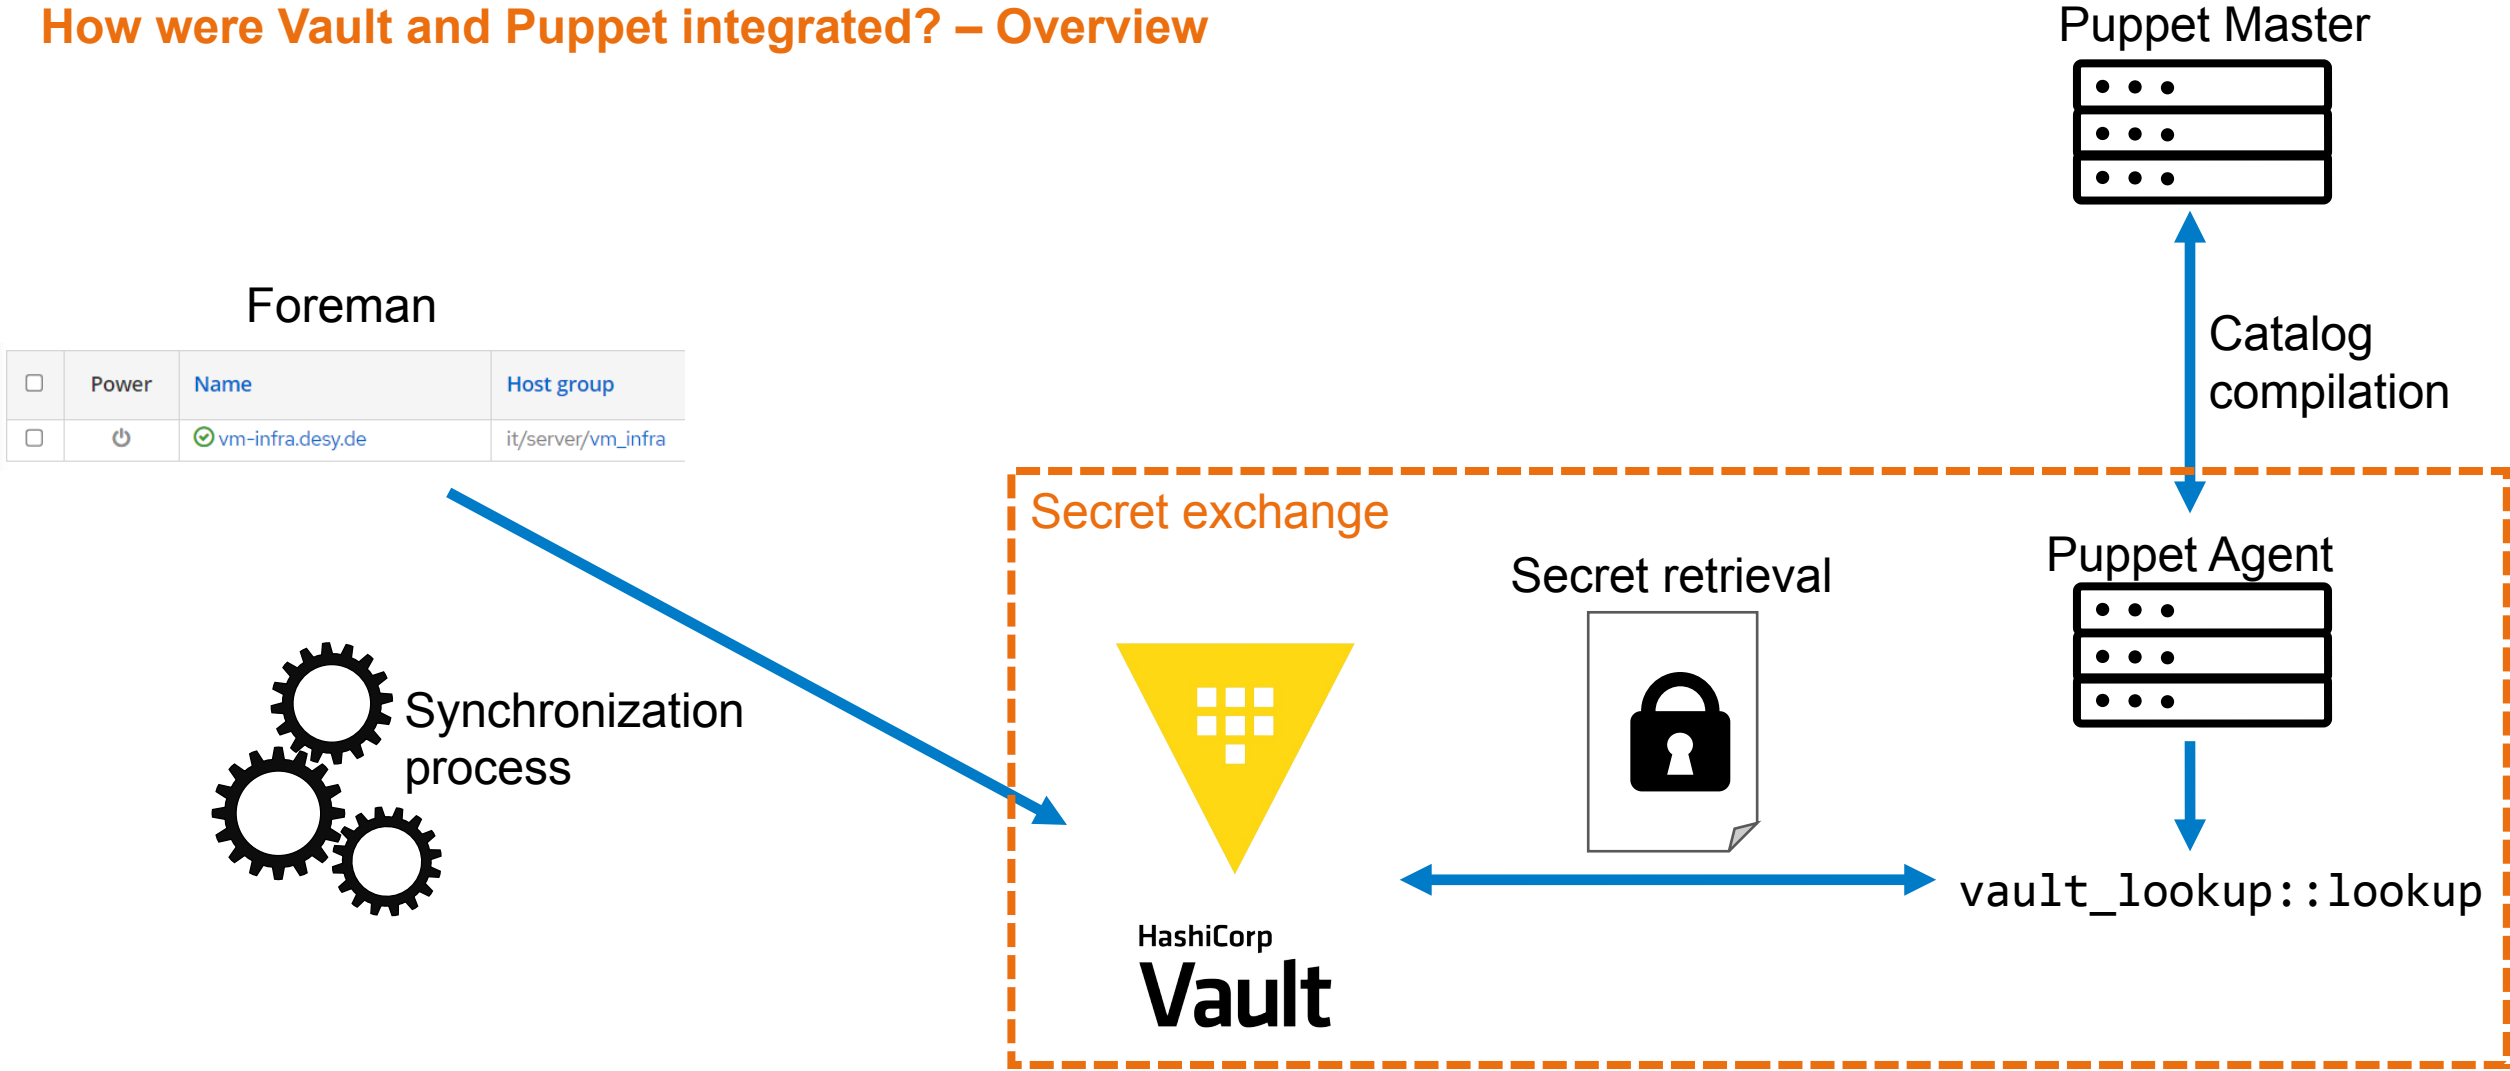 How were Vault and Puppet integrated? – Overview
Puppet Master
Catalog
compilation
Foreman
Power Name Host group
vm-infra.desy.de it/server/vm_infra
Synchronization
process
Secret exchange
Secret retrieval
Puppet Agent
vault_lookup::lookup
HashiCorp
Vault